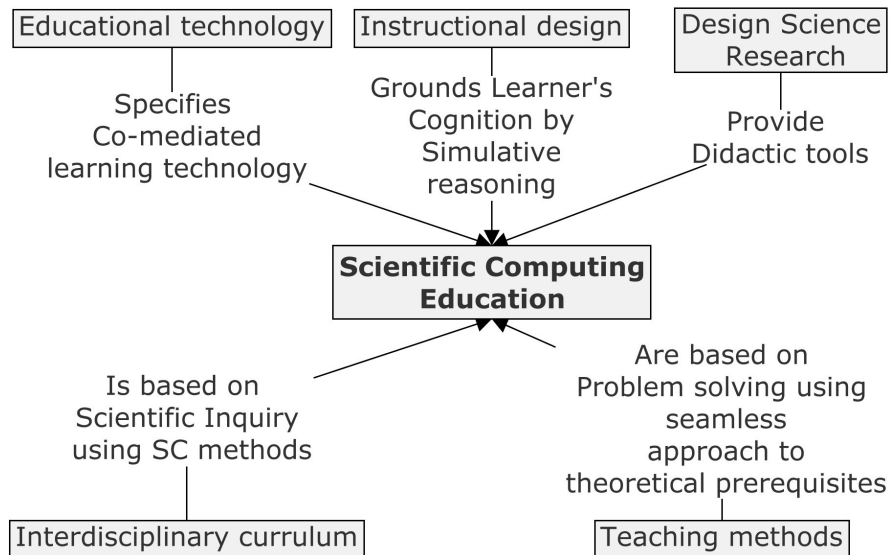 Educational technology
Instructional design
Design Science
Research
Specifies
Co-mediated
learning technology
Grounds Learner's
Cognition by
Simulative
reasoning
Provide
Didactic tools
Scientific Computing
Education
Is based on
Scientific Inquiry
using SC methods
Are based on
Problem solving using
seamless
approach to
theoretical prerequisites
Interdisciplinary currulum
Teaching methods